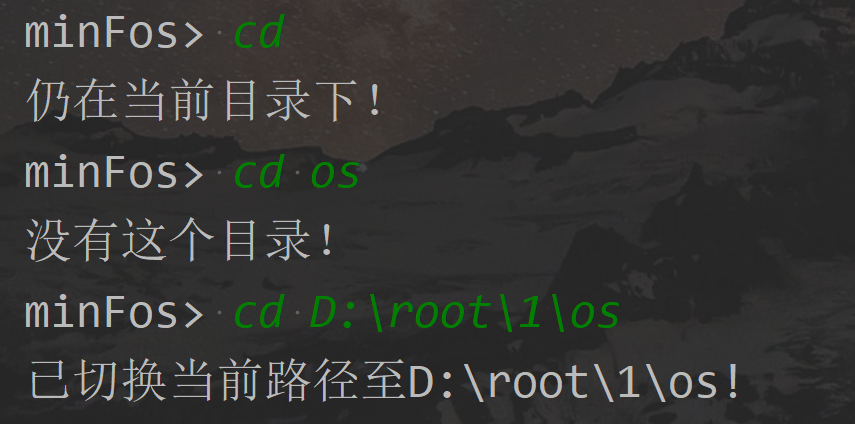 minFos> cd
仍在当前目录下!
minFos> cd os
没有这个目录!
minFos> cd D:\root\1\os
已切换当前路径至D:\root\1\os!